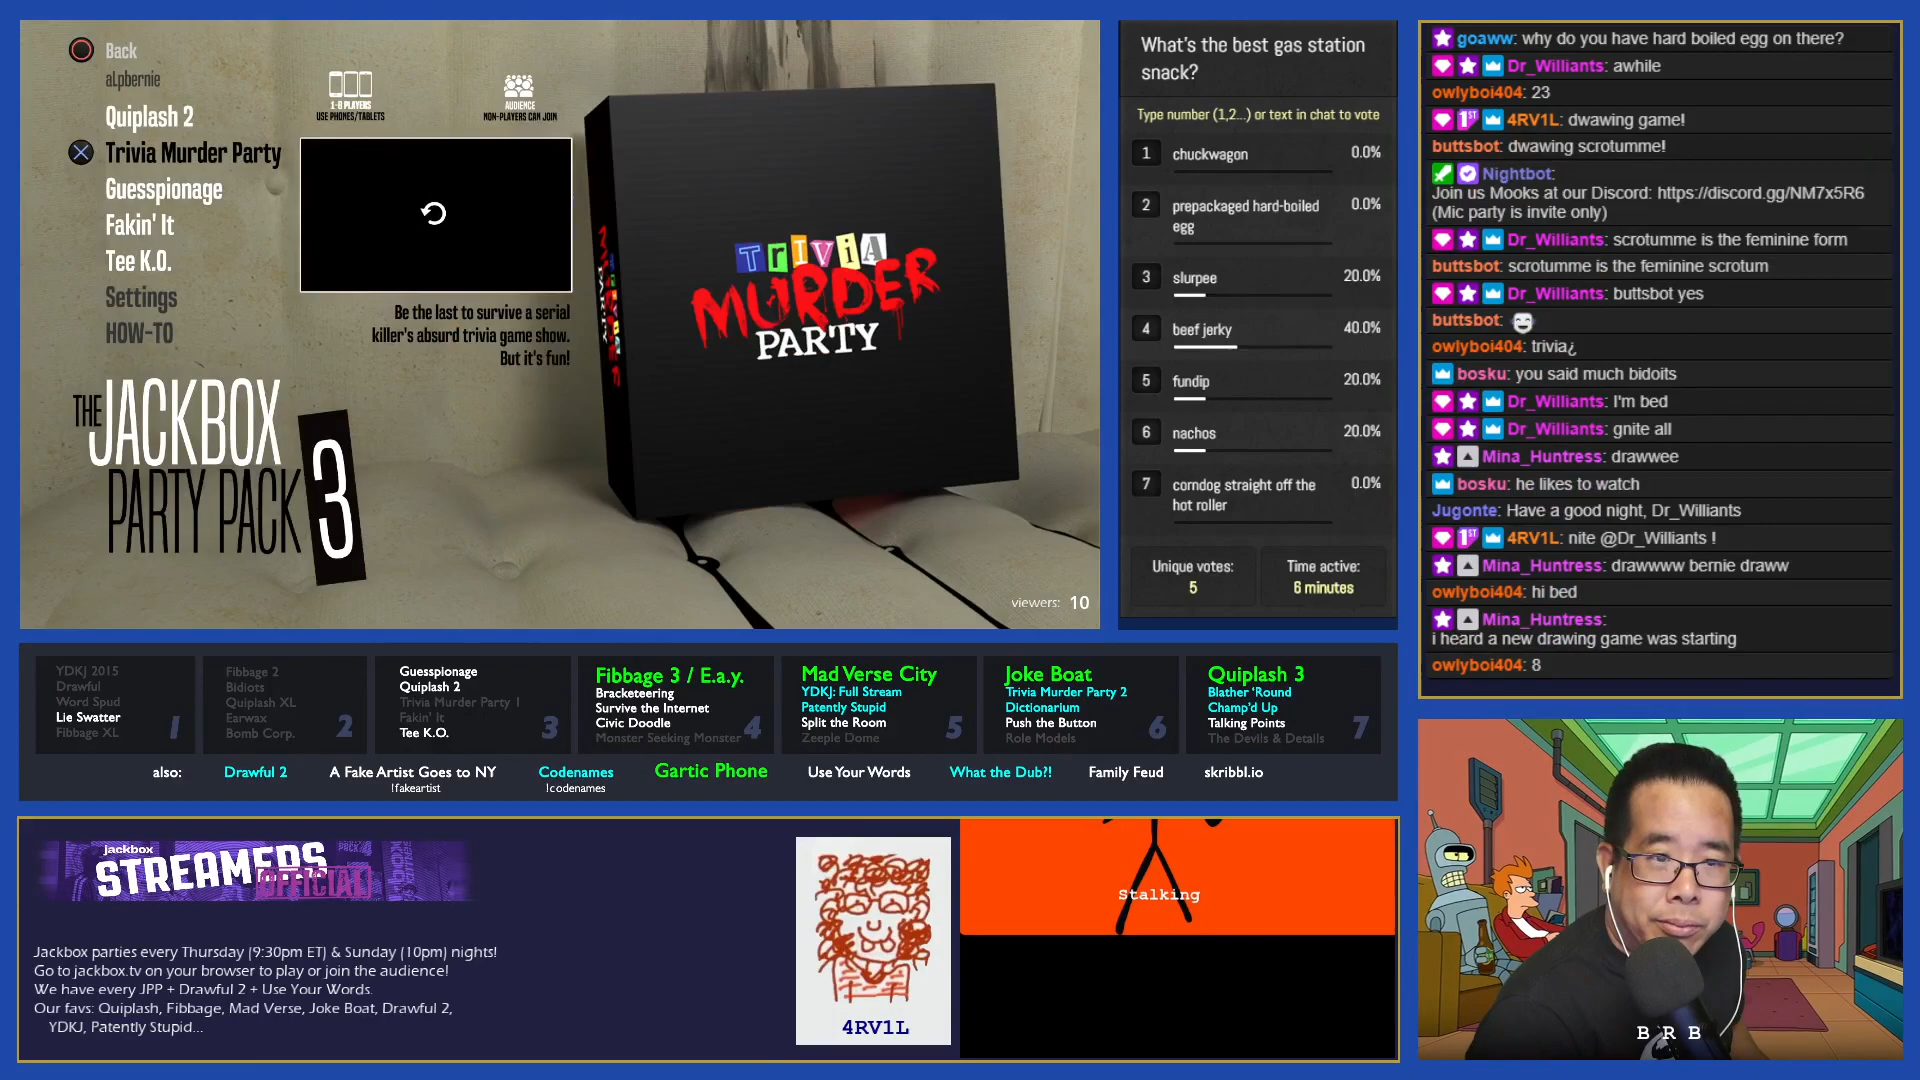 Back
aLpbernie
Quiplash 2
Trivia Murder Party
Guesspionage
Fakin' It
Tee K.O.
Settings
HOW-TO
1-8 PLAYERS
USE PHONES/TABLETS
AUDIENCE
NON-PLAYERS CAN JOIN
Be the last to survive a serial
killer's absurd trivia game show.
But it's fun!
THE JACKBOX
PARTY PACK 3
TRIVIA
MURDER
PARTY
viewers: 10
What's the best gas station
snack?
Type number (1,2...) or text in chat to vote
1 chuckwagon 0.0%
2 prepackaged hard-boiled 0.0%
egg
3 slurpee 20.0%
4 beef jerky 40.0%
5 fundip 20.0%
6 nachos 20.0%
7 corndog straight off the 0.0%
hot roller
Unique votes:
5
Time active:
6 minutes
goaww: why do you have hard boiled egg on there?
Dr_Williants: awhile
owlyboi404: 23
4RV1L: dwawing game!
buttsbot: dwawing scrotumme!
Nightbot:
Join us Mooks at our Discord: https://discord.gg/NM7x5R6
(Mic party is invite only)
Dr_Williants: scrotumme is the feminine form
buttsbot: scrotumme is the feminine scrotum
Dr_Williants: buttsbot yes
buttsbot:
owlyboi404: trivia¿
bosku: you said much bidoits
Dr_Williants: I'm bed
Dr_Williants: gnite all
Mina_Huntress: drawwee
bosku: he likes to watch
Jugonte: Have a good night, Dr_Williants
4RV1L: nite @Dr_Williants !
Mina_Huntress: drawwww bernie draww
owlyboi404: hi bed
Mina_Huntress:
i heard a new drawing game was starting
owlyboi404: 8
YDKJ 2015
Drawful
Word Spud
Lie Swatter
Fibbage XL
1
Fibbage 2
Bidiots
Quiplash XL
Earwax
Bomb Corp.
2
Guesspionage
Quiplash 2
Trivia Murder Party 1
Fakin' It
Tee K.O.
3
Fibbage 3 / E.a.y.
Bracketeering
Survive the Internet
Civic Doodle
Monster Seeking Monster
4
Mad Verse City
YDKJ: Full Stream
Patently Stupid
Split the Room
Zeeple Dome
5
Joke Boat
Trivia Murder Party 2
Dictionarium
Push the Button
Role Models
6
Quiplash 3
Blather 'Round
Champ'd Up
Talking Points
The Devils & Details
7
also: Drawful 2 A Fake Artist Goes to NY Codenames Gartic Phone Use Your Words What the Dub?! Family Feud skribbl.io
!fakeartist !codenames
jackbox
STREAMERS
OFFICIAL
Jackbox parties every Thursday (9:30pm ET) & Sunday (10pm) nights!
Go to jackbox.tv on your browser to play or join the audience!
We have every JPP + Drawful 2 + Use Your Words.
Our favs: Quiplash, Fibbage, Mad Verse, Joke Boat, Drawful 2,
YDKJ, Patently Stupid...
4RV1L
Stalking
B R B